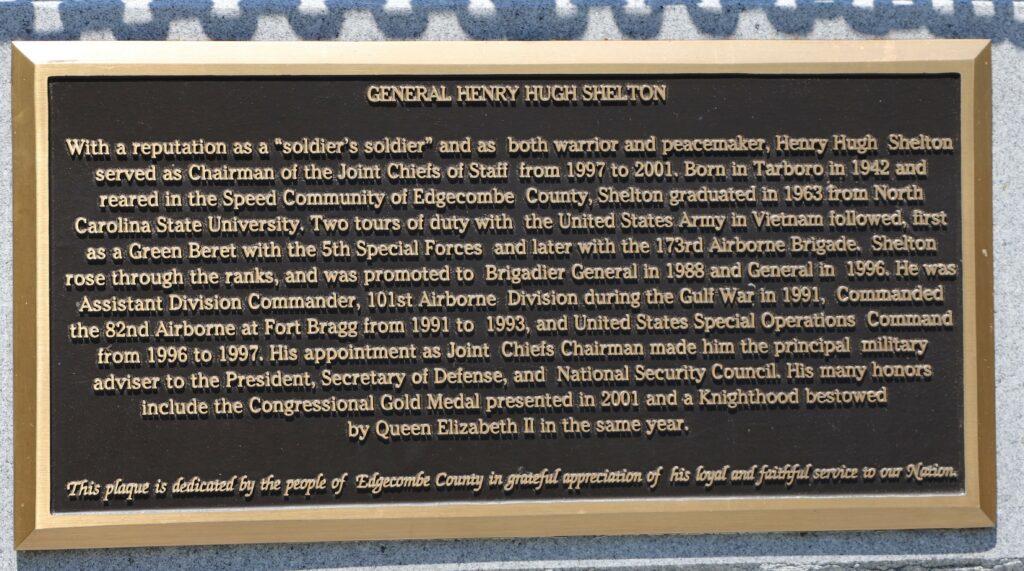 GENERAL HENRY HUGH SHELTON
With a reputation as a "soldier's soldier" and as both warrior and peacemaker, Henry Hugh Shelton
served as Chairman of the Joint Chiefs of Staff from 1997 to 2001. Born in Tarboro in 1942 and
reared in the Speed Community of Edgecombe County, Shelton graduated in 1963 from North
Carolina State University. Two tours of duty with the United States Army in Vietnam followed, first
as a Green Beret with the 5th Special Forces and later with the 173rd Airborne Brigade. Shelton
rose through the ranks, and was promoted to Brigadier General in 1988 and General in 1996. He was
Assistant Division Commander, 101st Airborne Division during the Gulf War in 1991, Commanded
the 82nd Airborne at Fort Bragg from 1991 to 1993, and United States Special Operations Command
from 1996 to 1997. His appointment as Joint Chiefs Chairman made him the principal military
adviser to the President, Secretary of Defense, and National Security Council. His many honors
include the Congressional Gold Medal presented in 2001 and a Knighthood bestowed
by Queen Elizabeth II in the same year.
This plaque is dedicated by the people of Edgecombe County in grateful appreciation of his loyal and faithful service to our Nation.